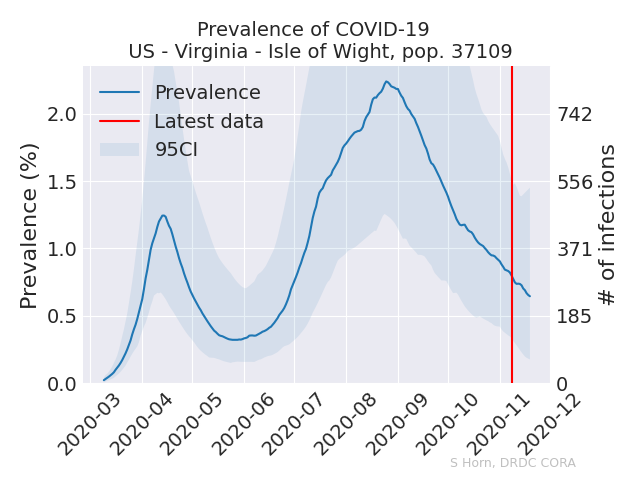 Prevalence of COVID-19
US - Virginia - Isle of Wight, pop. 37109
Prevalence
Latest data
95CI
Prevalence (%)
2.0
1.5
1.0
0.5
0.0
742
556
371
185
0
# of infections
2020-03
2020-04
2020-05
2020-06
2020-07
2020-08
2020-09
2020-10
2020-11
2020-12
S Horn, DRDC CORA